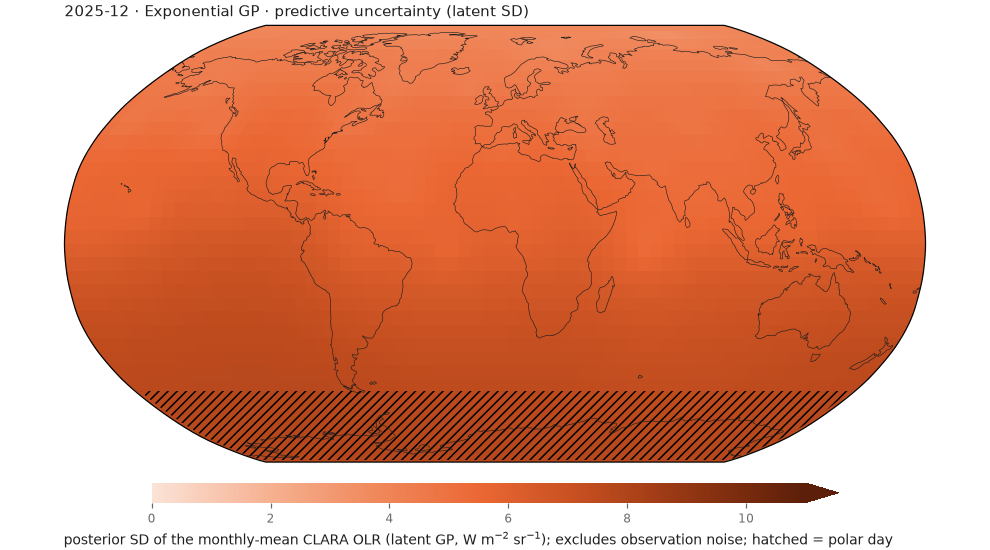 2025-12 · Exponential GP · predictive uncertainty (latent SD)
0 2 4 6 8 10
posterior SD of the monthly-mean CLARA OLR (latent GP, W m⁻² sr⁻¹); excludes observation noise; hatched = polar day